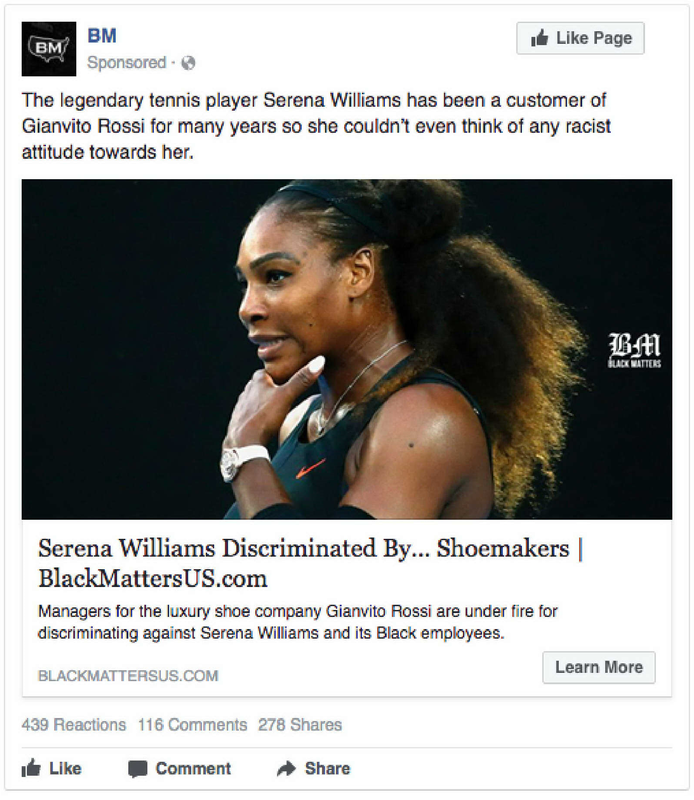 BM
BM
Like Page
Sponsored ·
The legendary tennis player Serena Williams has been a customer of
Gianvito Rossi for many years so she couldn't even think of any racist
attitude towards her.
BM
BLACK MATTERS
Serena Williams Discriminated By... Shoemakers |
BlackMattersUS.com
Managers for the luxury shoe company Gianvito Rossi are under fire for
discriminating against Serena Williams and its Black employees.
BLACKMATTERSUS.COM
Learn More
439 Reactions 116 Comments 278 Shares
Like Comment Share